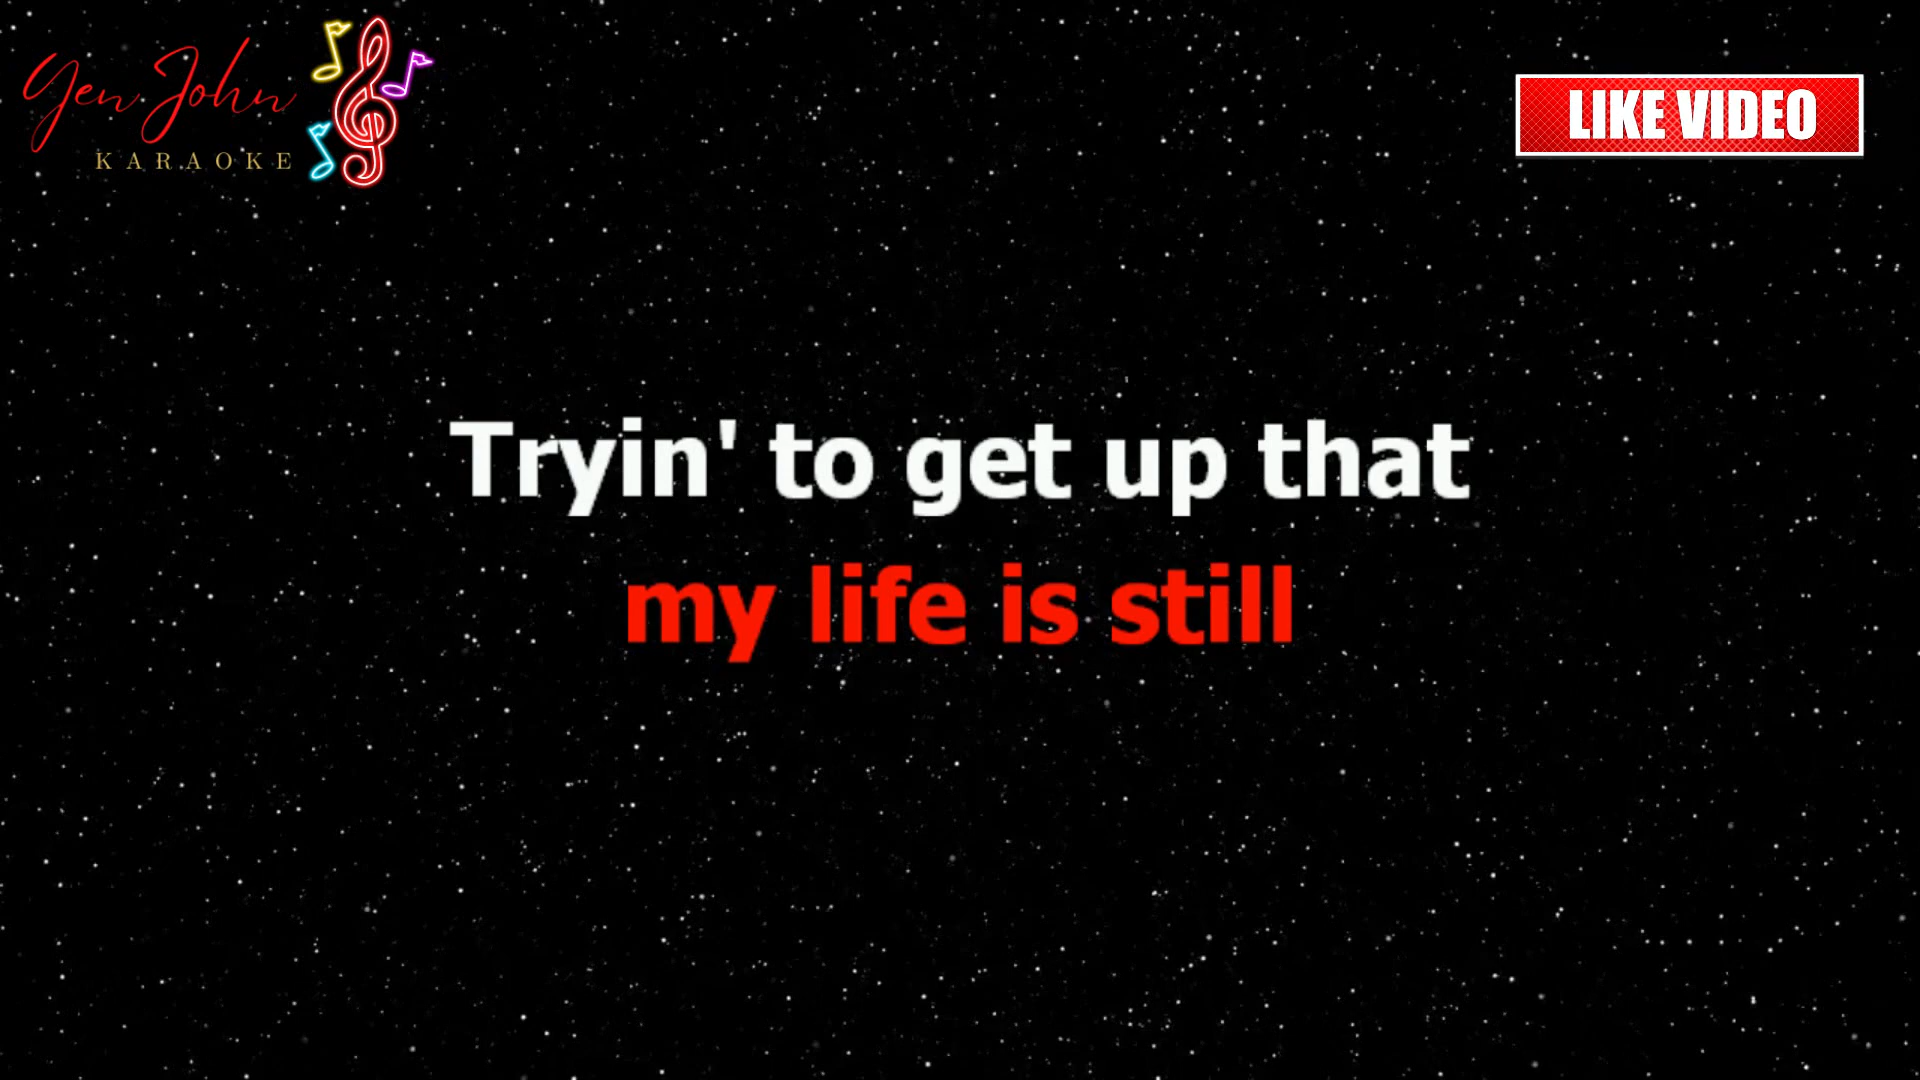 Yen John
KARAOKE
LIKE VIDEO
Tryin' to get up that
my life is still